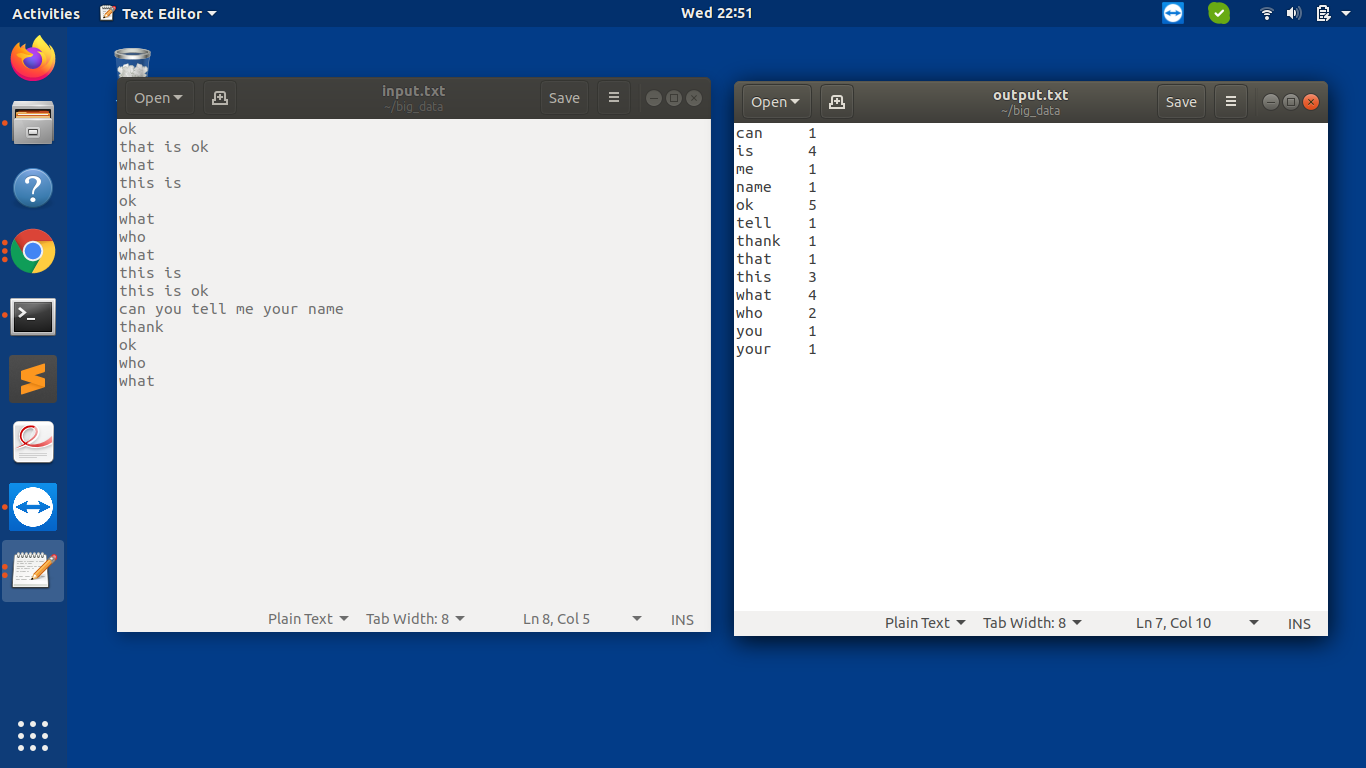 Activities Text Editor Wed 22:51
Open input.txt Save
~/big_data
ok
that is ok
what
this is
ok
what
who
what
this is
this is ok
can you tell me your name
thank
ok
who
what
Plain Text Tab Width: 8 Ln 8, Col 5 INS
Open output.txt Save
~/big_data
can 1
is 4
me 1
name 1
ok 5
tell 1
thank 1
that 1
this 3
what 4
who 2
you 1
your 1
Plain Text Tab Width: 8 Ln 7, Col 10 INS